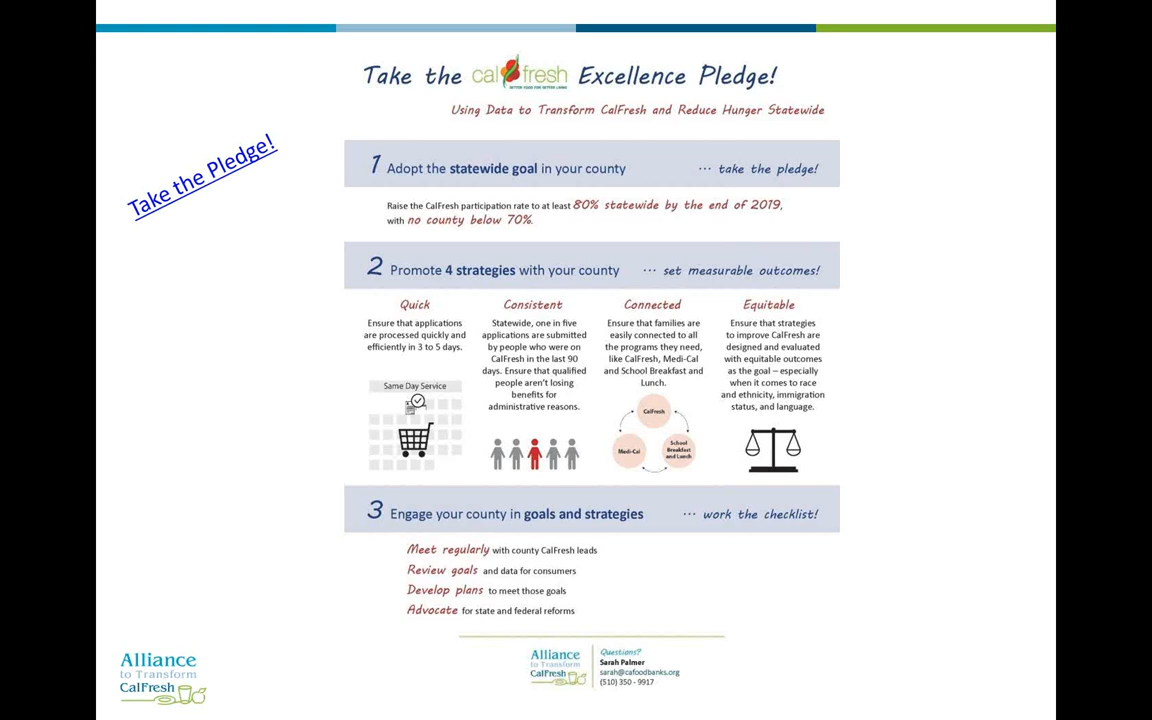 Take the Pledge!
Take the calfresh Excellence Pledge!
BETTER FOOD FOR BETTER LIVING
Using Data to Transform CalFresh and Reduce Hunger Statewide
1 Adopt the statewide goal in your county ... take the pledge!
Raise the CalFresh participation rate to at least 80% statewide by the end of 2019,
with no county below 70%.
2 Promote 4 strategies with your county ... set measurable outcomes!
Quick
Ensure that applications
are processed quickly and
efficiently in 3 to 5 days.
Same Day Service
Consistent
Statewide, one in five
applications are submitted
by people who were on
CalFresh in the last 90
days. Ensure that qualified
people aren't losing
benefits for
administrative reasons.
Connected
Ensure that families are
easily connected to all
the programs they need,
like CalFresh, Medi-Cal
and School Breakfast and
Lunch.
CalFresh
Medi-Cal
School
Breakfast
and Lunch
Equitable
Ensure that strategies
to improve CalFresh are
designed and evaluated
with equitable outcomes
as the goal – especially
when it comes to race
and ethnicity, immigration
status, and language.
3 Engage your county in goals and strategies ... work the checklist!
Meet regularly with county CalFresh leads
Review goals and data for consumers
Develop plans to meet those goals
Advocate for state and federal reforms
Alliance
to Transform
CalFresh
Questions?
Sarah Palmer
sarah@cafoodbanks.org
(510) 350 - 9917
Alliance
to Transform
CalFresh